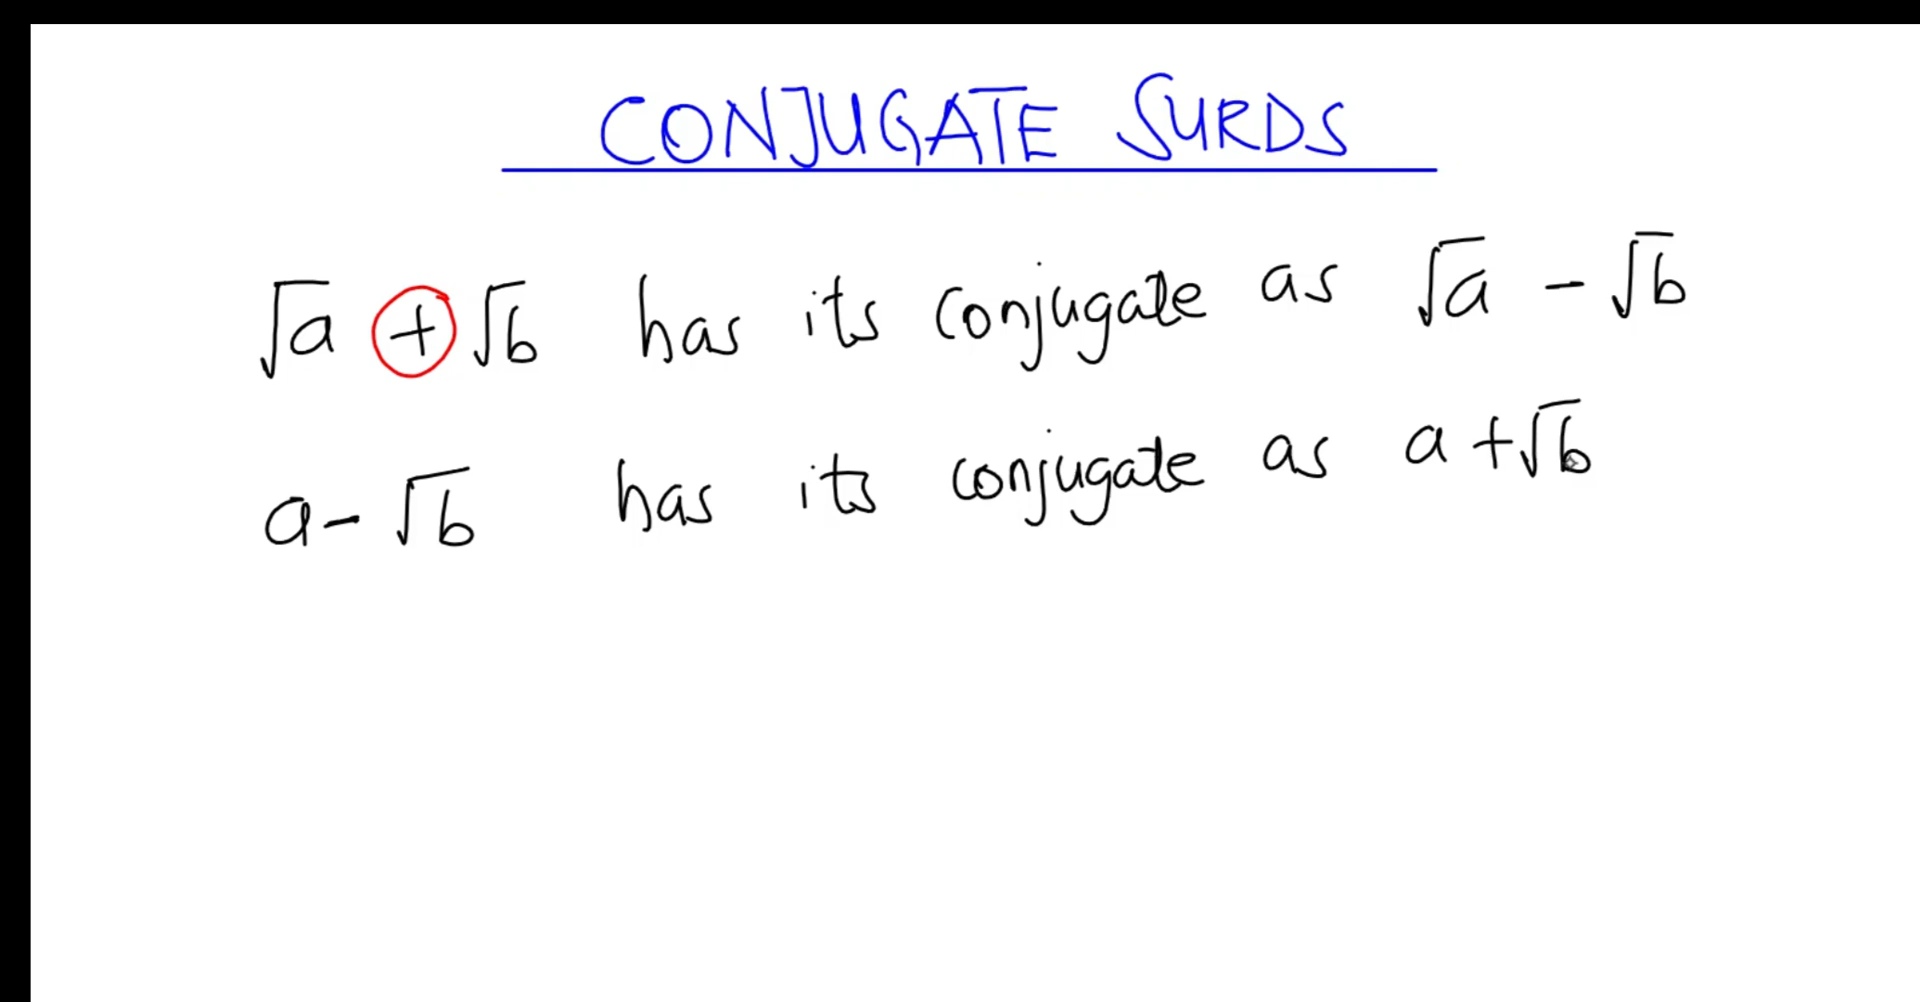 CONJUGATE SURDS
√a + √b has its conjugate as √a - √b
a - √b has its conjugate as a + √b